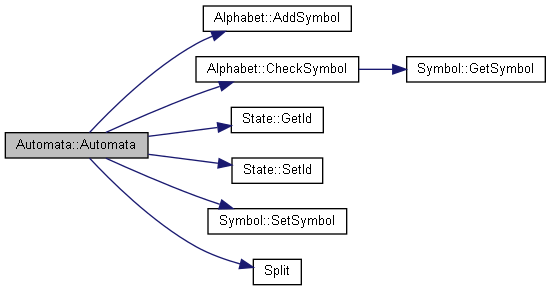 Alphabet::AddSymbol
Alphabet::CheckSymbol
Symbol::GetSymbol
State::GetId
Automata::Automata
State::SetId
Symbol::SetSymbol
Split